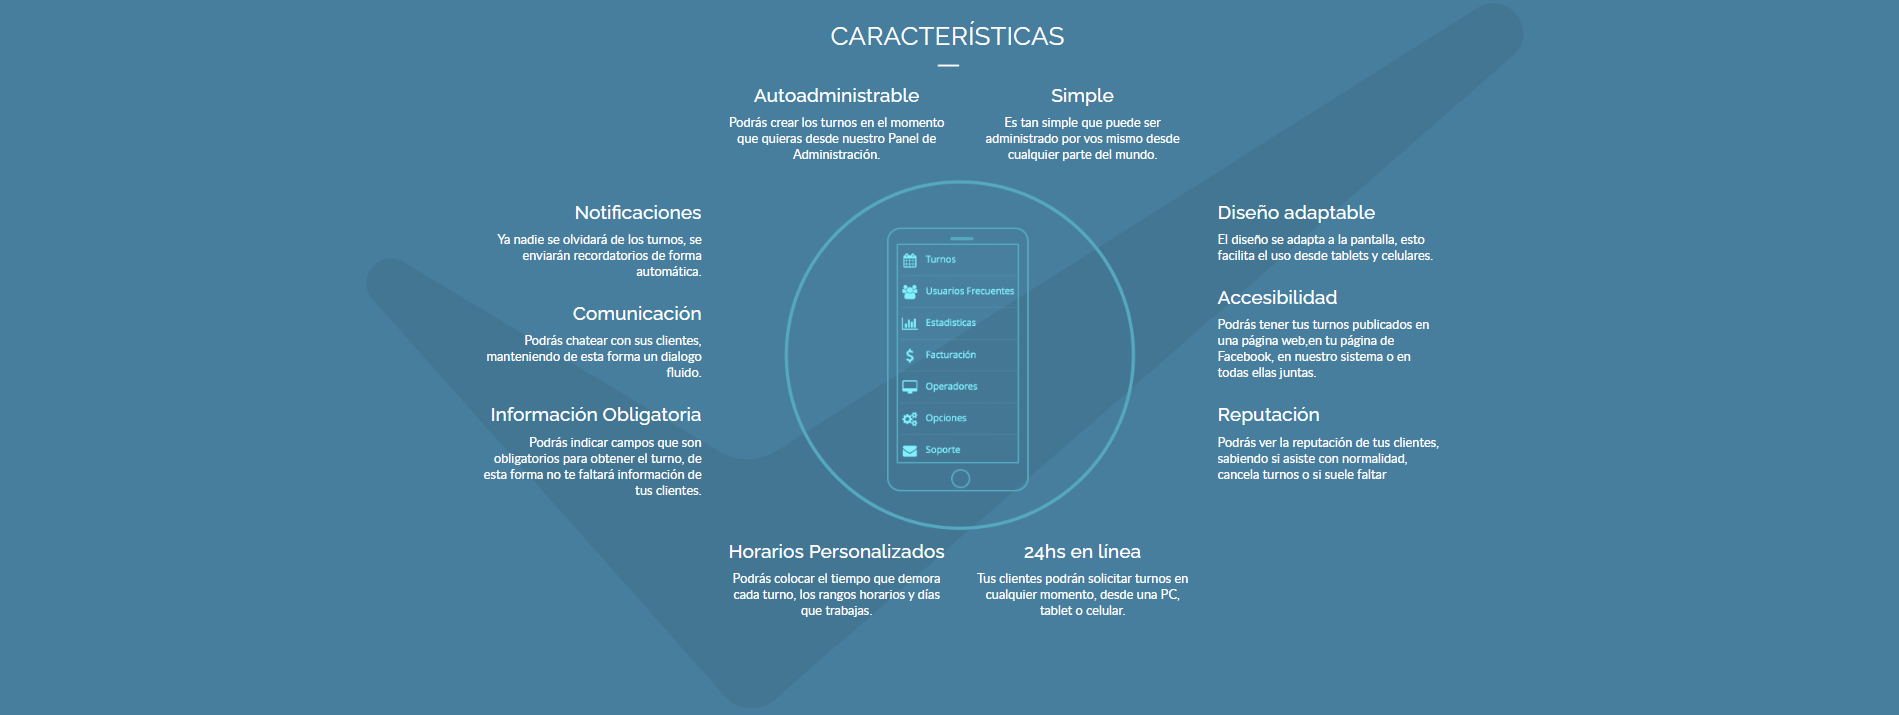 CARACTERÍSTICAS
Autoadministrable
Podrás crear los turnos en el momento
que quieras desde nuestro Panel de
Administración.
Simple
Es tan simple que puede ser
administrado por vos mismo desde
cualquier parte del mundo.
Notificaciones
Ya nadie se olvidará de los turnos, se
enviarán recordatorios de forma
automática.
Comunicación
Podrás chatear con sus clientes,
manteniendo de esta forma un dialogo
fluido.
Información Obligatoria
Podrás indicar campos que son
obligatorios para obtener el turno, de
esta forma no te faltará información de
tus clientes.
Turnos
Usuarios Frecuentes
Estadisticas
Facturación
Operadores
Opciones
Soporte
Diseño adaptable
El diseño se adapta a la pantalla, esto
facilita el uso desde tablets y celulares.
Accesibilidad
Podrás tener tus turnos publicados en
una página web,en tu página de
Facebook, en nuestro sistema o en
todas ellas juntas.
Reputación
Podrás ver la reputación de tus clientes,
sabiendo si asiste con normalidad,
cancela turnos o si suele faltar
Horarios Personalizados
Podrás colocar el tiempo que demora
cada turno, los rangos horarios y días
que trabajas.
24hs en línea
Tus clientes podrán solicitar turnos en
cualquier momento, desde una PC,
tablet o celular.